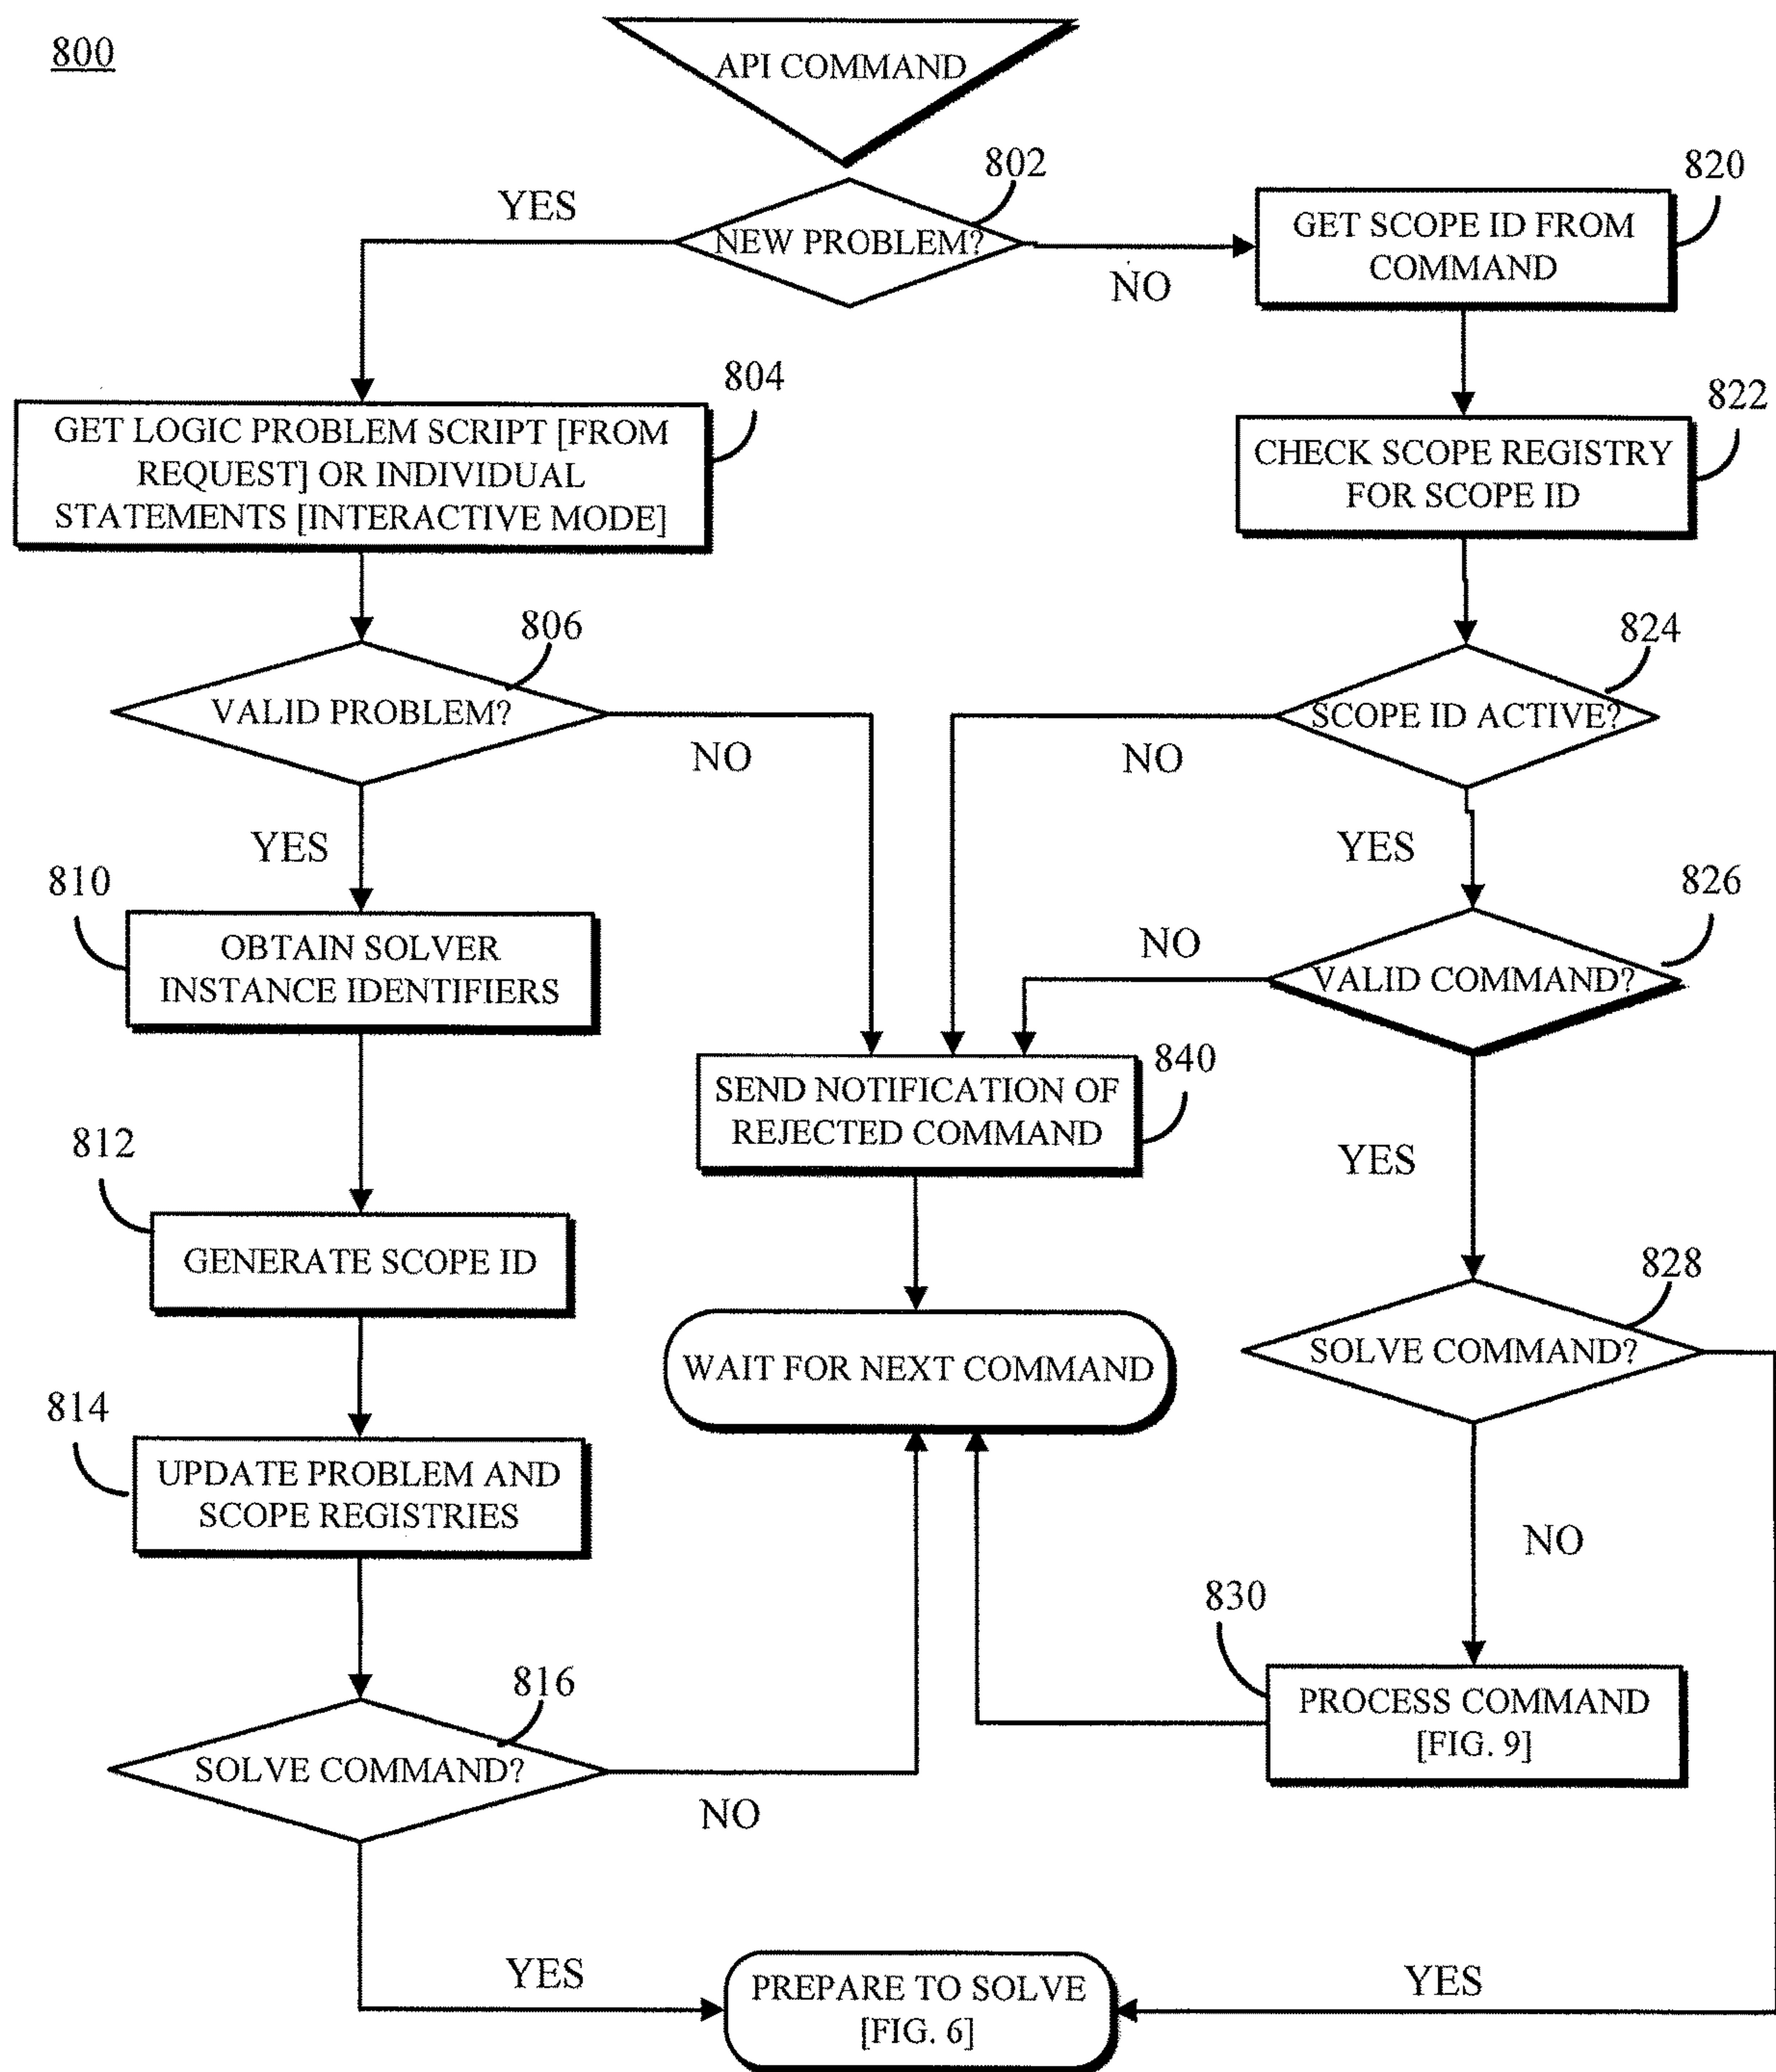 800
API COMMAND
802
YES
NEW PROBLEM?
NO
820
GET SCOPE ID FROM
COMMAND
804
GET LOGIC PROBLEM SCRIPT [FROM
REQUEST] OR INDIVIDUAL
STATEMENTS [INTERACTIVE MODE]
822
CHECK SCOPE REGISTRY
FOR SCOPE ID
806
VALID PROBLEM?
NO
YES
824
SCOPE ID ACTIVE?
NO
YES
810
OBTAIN SOLVER
INSTANCE IDENTIFIERS
826
NO
VALID COMMAND?
YES
840
SEND NOTIFICATION OF
REJECTED COMMAND
812
GENERATE SCOPE ID
WAIT FOR NEXT COMMAND
828
SOLVE COMMAND?
NO
814
UPDATE PROBLEM AND
SCOPE REGISTRIES
830
PROCESS COMMAND
[FIG. 9]
816
SOLVE COMMAND?
NO
YES
PREPARE TO SOLVE
[FIG. 6]
YES